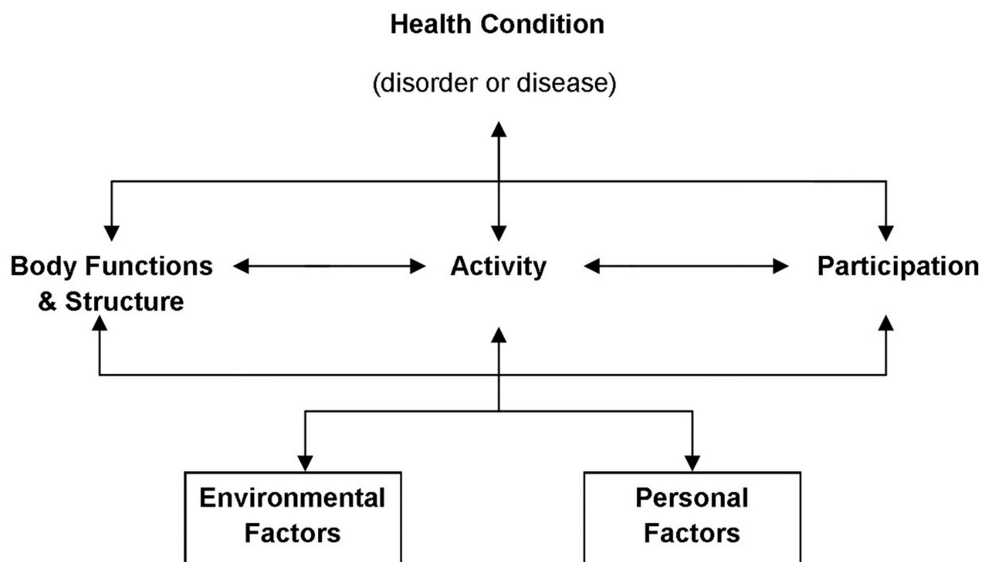 Health Condition
(disorder or disease)
Body Functions
& Structure
Activity
Participation
Environmental
Factors
Personal
Factors